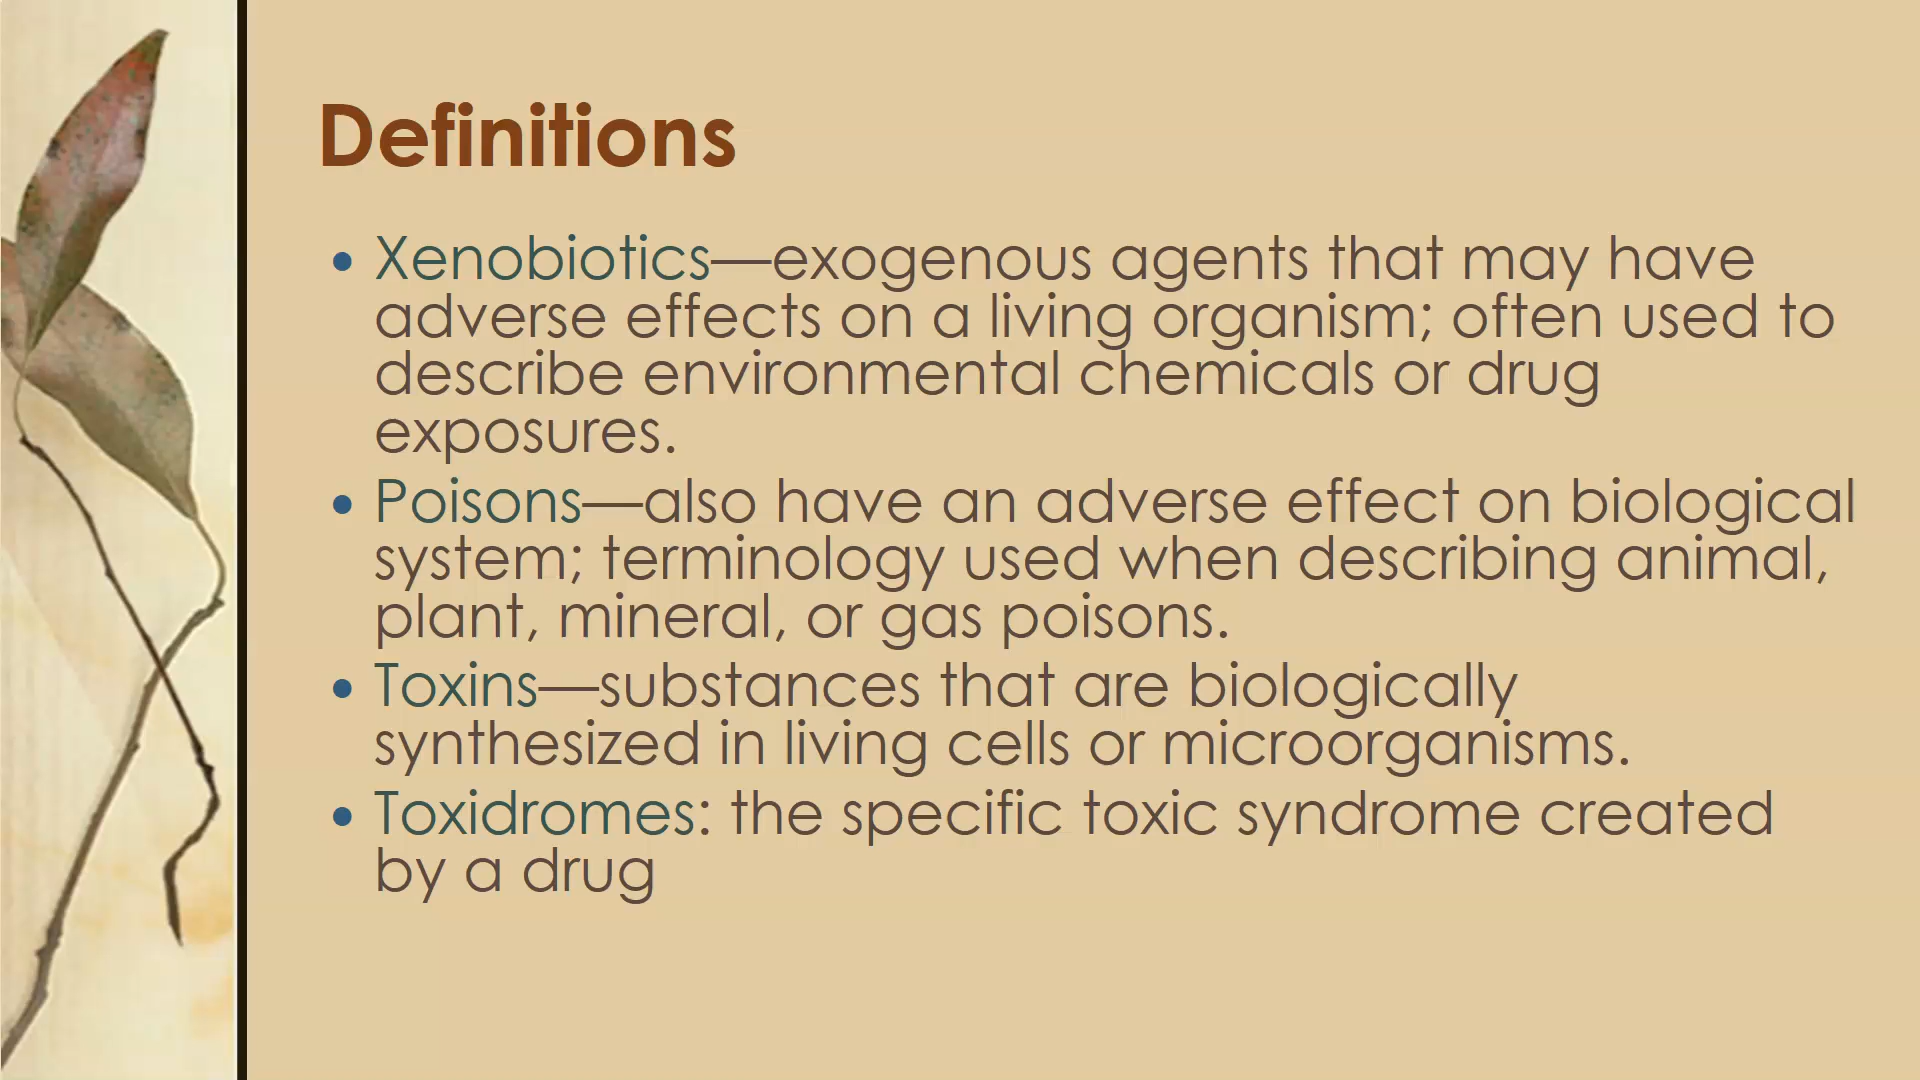 Definitions
• Xenobiotics—exogenous agents that may have
adverse effects on a living organism; often used to
describe environmental chemicals or drug
exposures.
• Poisons—also have an adverse effect on biological
system; terminology used when describing animal,
plant, mineral, or gas poisons.
• Toxins—substances that are biologically
synthesized in living cells or microorganisms.
• Toxidromes: the specific toxic syndrome created
by a drug